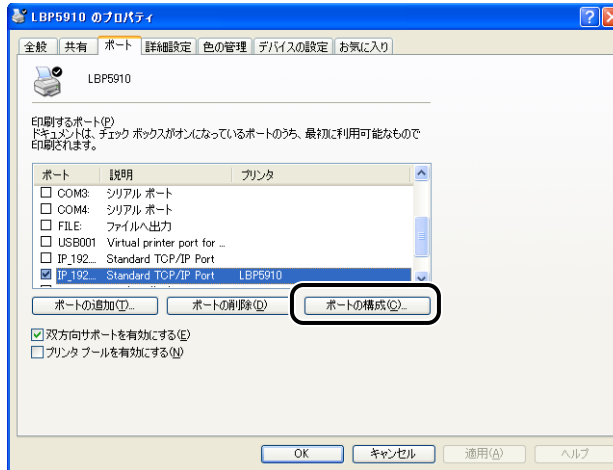 LBP5910 のプロパティ
全般 共有 ポート 詳細設定 色の管理 デバイスの設定 お気に入り
LBP5910
印刷するポート(P)
ドキュメントは、チェック ボックスがオンになっているポートのうち、最初に利用可能なもので
印刷されます。
ポート 説明 プリンタ
COM3: シリアル ポート
COM4: シリアル ポート
FILE: ファイルへ出力
USB001 Virtual printer port for ...
IP_192... Standard TCP/IP Port
IP_192... Standard TCP/IP Port LBP5910
ポートの追加(T)... ポートの削除(D) ポートの構成(C)...
双方向サポートを有効にする(E)
プリンタ プールを有効にする(N)
OK キャンセル 適用(A) ヘルプ